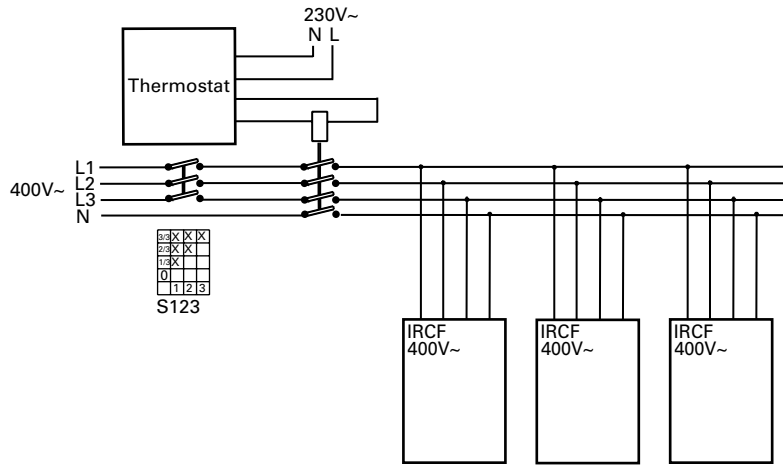 230V~
N L
Thermostat
L1
L2
400V~
L3
N
3/3 X X X
2/3 X X
1/3 X
0
1 2 3
S123
IRCF
400V~
IRCF
400V~
IRCF
400V~